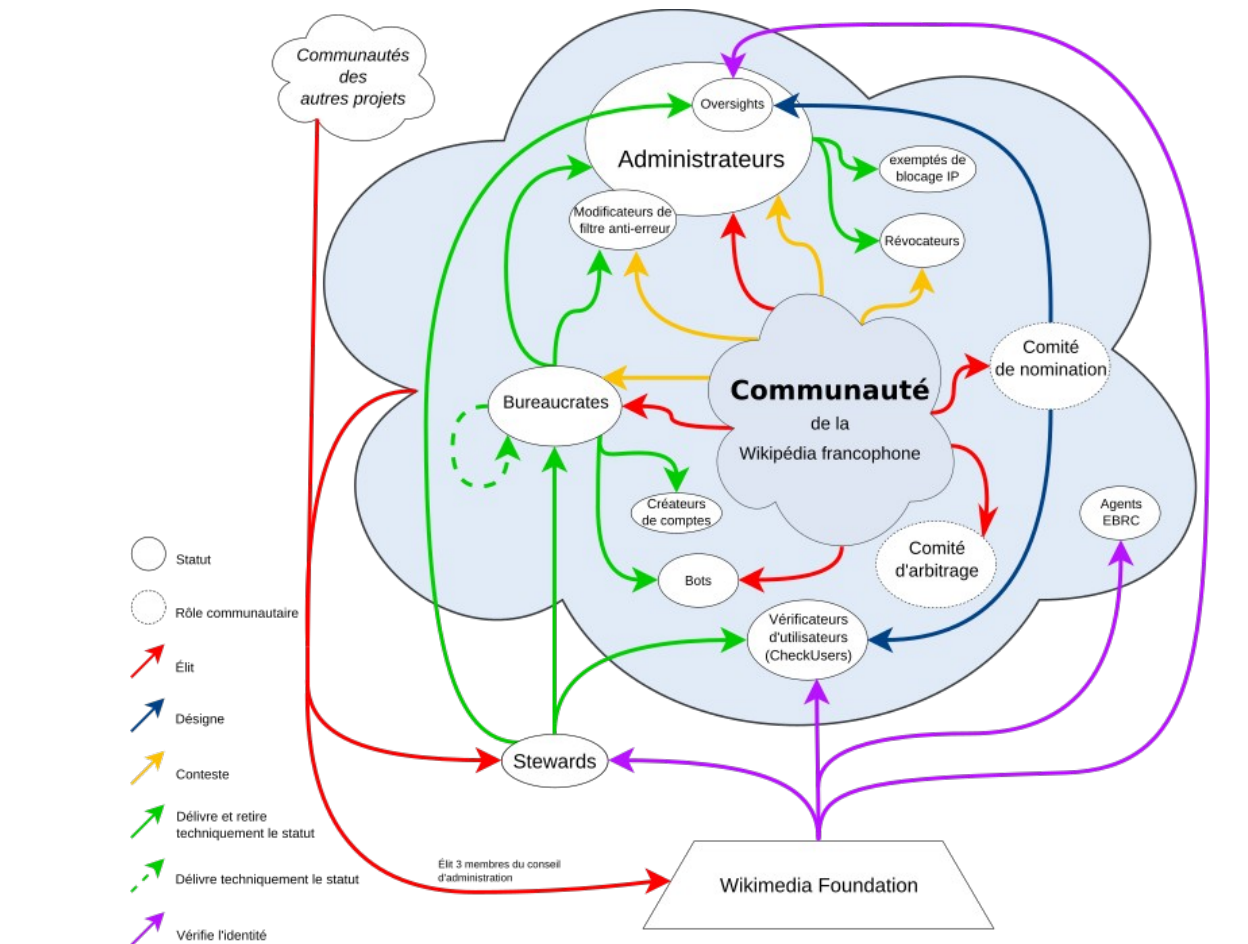 Communautés
des
autres projets
Oversights
Administrateurs
exemptés de
blocage IP
Modificateurs de
filtre anti-erreur
Révocateurs
Comité
de nomination
Communauté
de la
Wikipédia francophone
Bureaucrates
Créateurs
de comptes
Agents
EBRC
Comité
d'arbitrage
Bots
Vérificateurs
d'utilisateurs
(CheckUsers)
Stewards
Élit 3 membres du conseil
d'administration
Wikimedia Foundation
Statut
Rôle communautaire
Élit
Désigne
Conteste
Délivre et retire
techniquement le statut
Délivre techniquement le statut
Vérifie l'identité